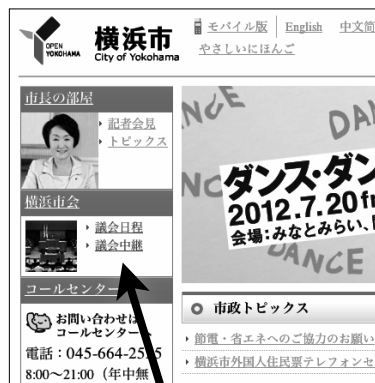 OPEN
YOKOHAMA
横浜市
City of Yokohama
モバイル版 English 中文简
やさしいにほんご
市長の部屋
記者会見
トピックス
横浜市会
議会日程
議会中継
コールセンター
お問い合わせは
コールセンター
電話：045-664-25
8:00～21:00（年中無
DANCE
DAN
ダンス・ダン
2012.7.20fr
会場：みなとみらい、
DANCE
市政トピックス
節電・省エネへのご協力のお願い
横浜市外国人住民票テレフォンセ